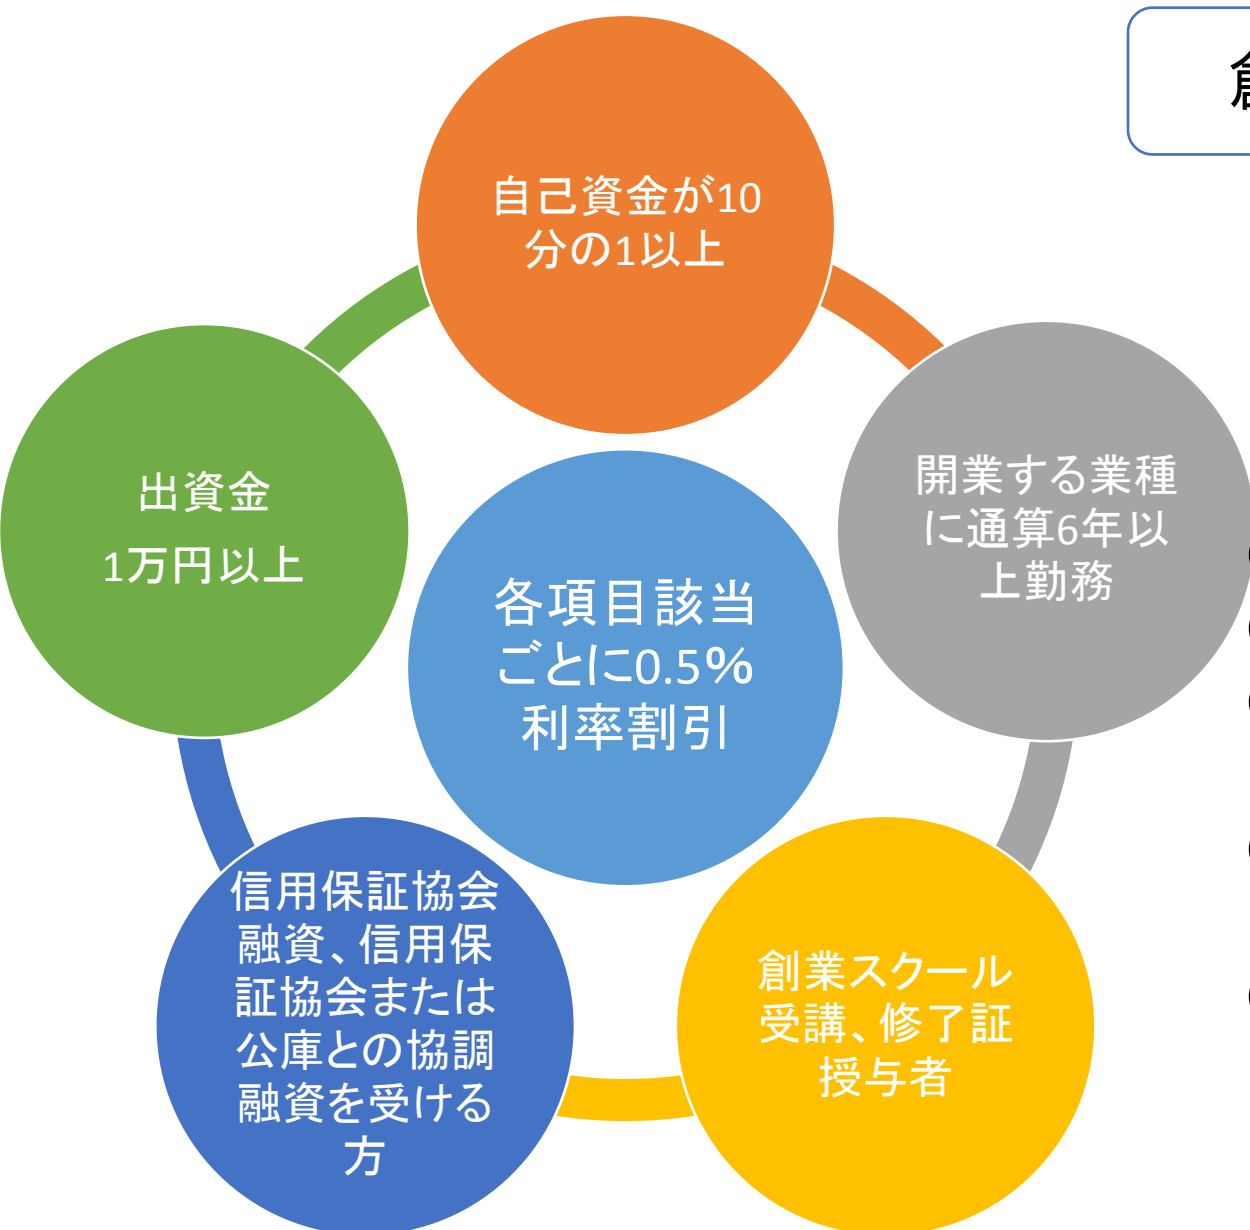 自己資金が10
分の1以上
開業する業種
に通算6年以
上勤務
創業スクール
受講、修了証
授与者
信用保証協会
融資、信用保
証協会または
公庫との協調
融資を受ける
方
出資金
1万円以上
各項目該当
ごとに0.5%
利率割引